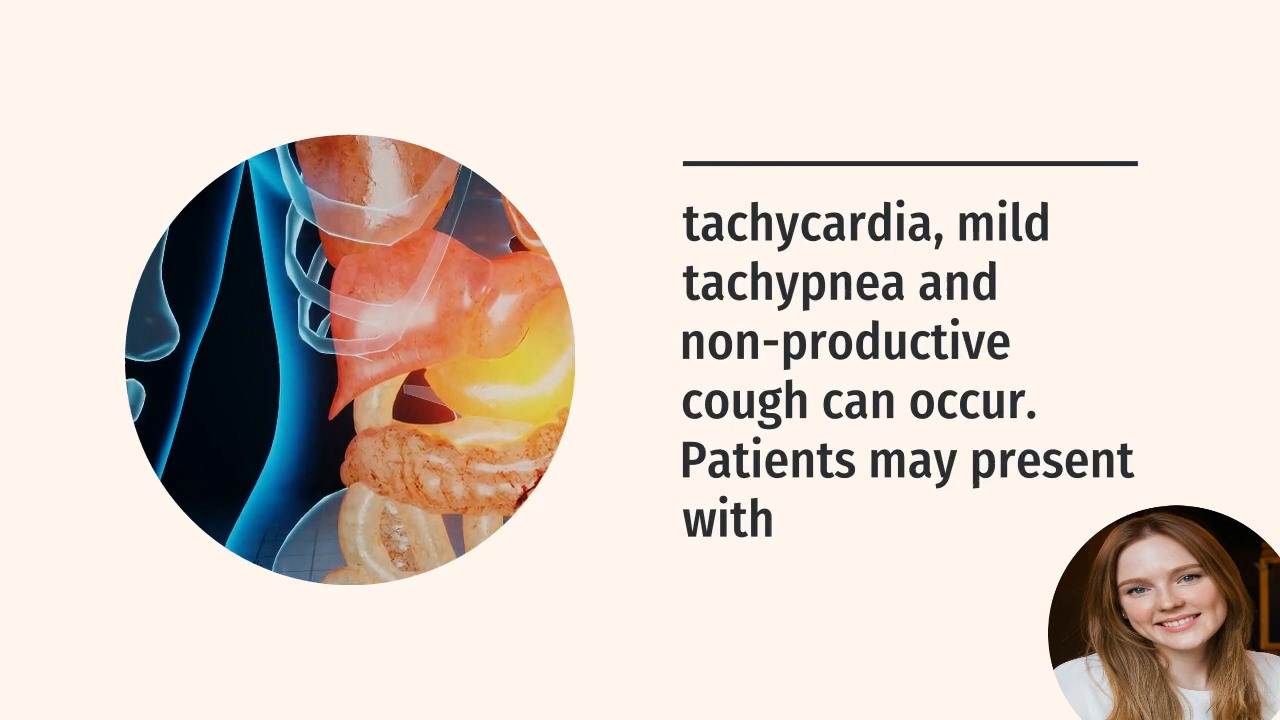 tachycardia, mild
tachypnea and
non-productive
cough can occur.
Patients may present
with